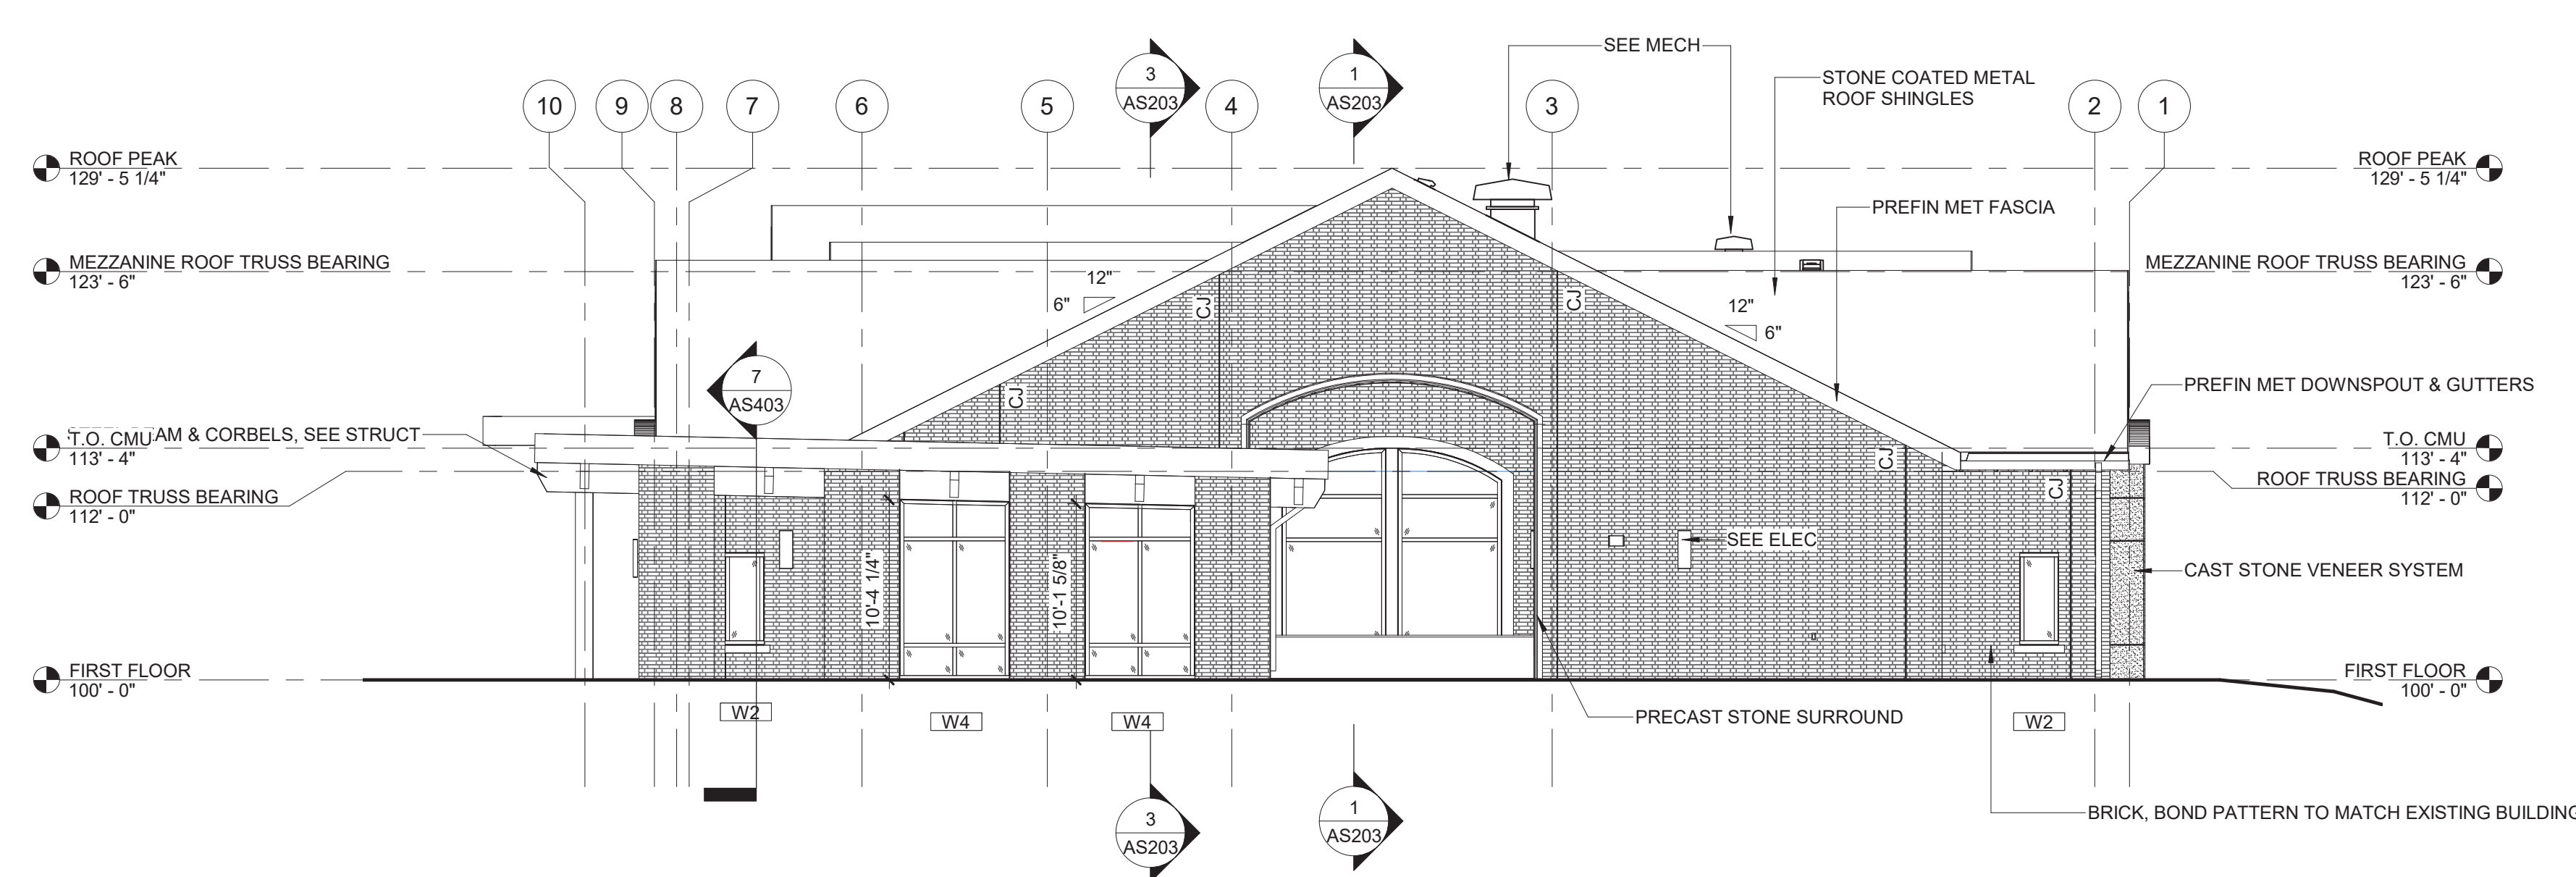 SEE MECH
3
AS203
1
AS203
STONE COATED METAL
ROOF SHINGLES
10
9
8
7
6
5
4
3
2
1
ROOF PEAK
129' - 5 1/4"
ROOF PEAK
129' - 5 1/4"
PREFIN MET FASCIA
MEZZANINE ROOF TRUSS BEARING
123' - 6"
MEZZANINE ROOF TRUSS BEARING
123' - 6"
12"
6"
CJ
CJ
12"
6"
7
AS403
CJ
PREFIN MET DOWNSPOUT & GUTTERS
AM & CORBELS, SEE STRUCT
T.O. CMU
113' - 4"
T.O. CMU
113' - 4"
CJ
CJ
ROOF TRUSS BEARING
112' - 0"
ROOF TRUSS BEARING
112' - 0"
SEE ELEC
10'-4 1/4"
10'-1 5/8"
CAST STONE VENEER SYSTEM
FIRST FLOOR
100' - 0"
FIRST FLOOR
100' - 0"
W2
W4
W4
PRECAST STONE SURROUND
W2
3
AS203
1
AS203
BRICK, BOND PATTERN TO MATCH EXISTING BUILDING